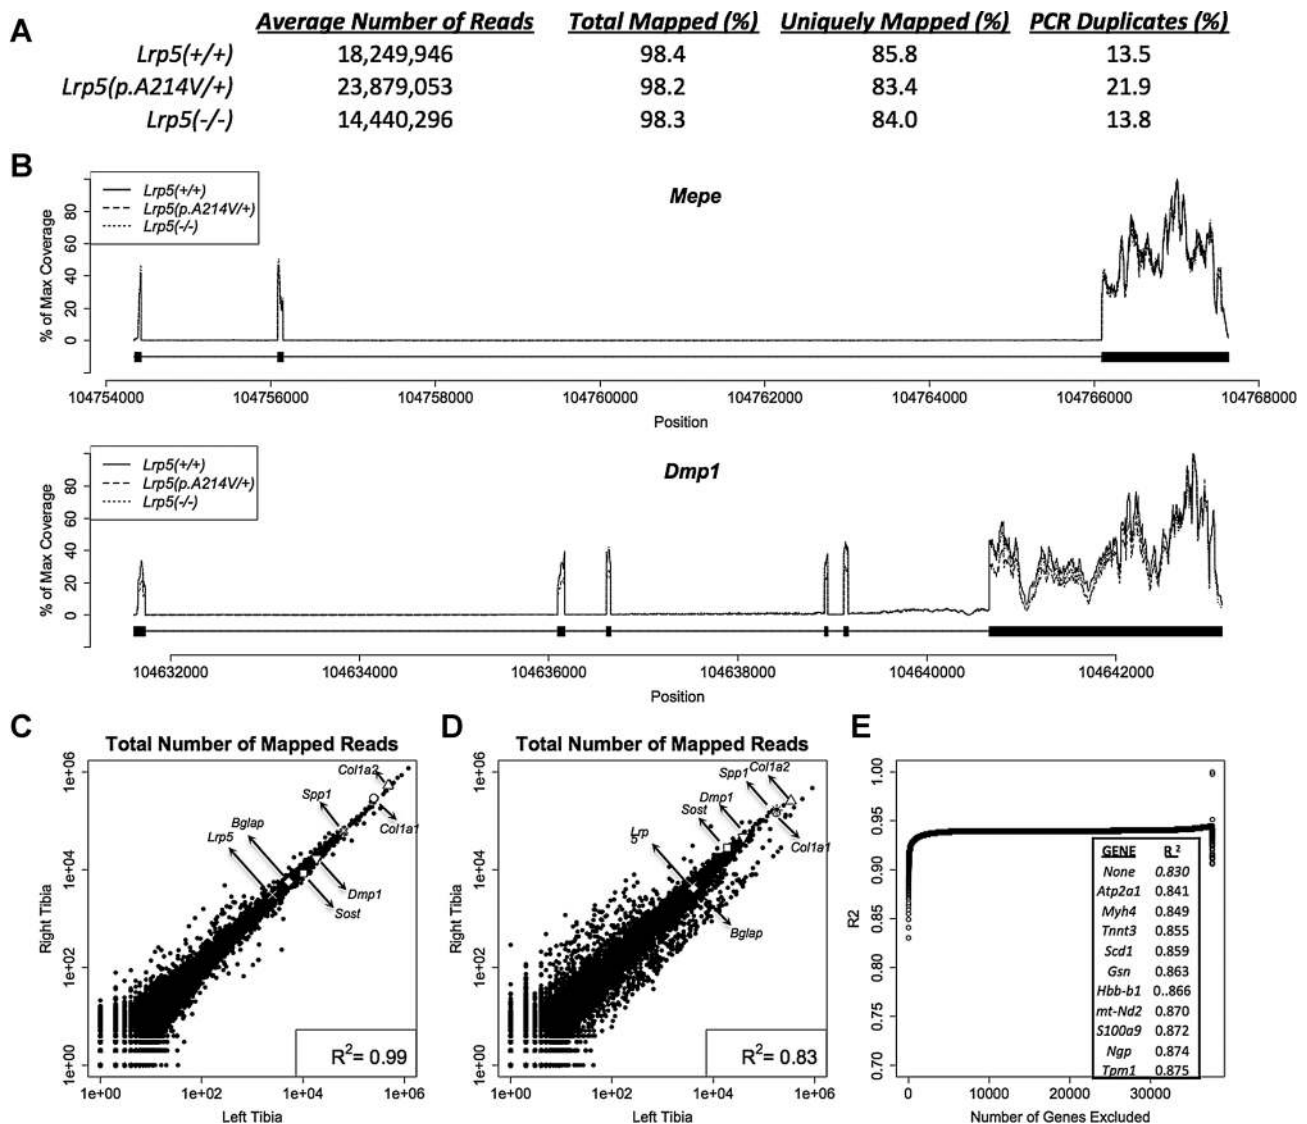 A
Average Number of Reads Total Mapped (%) Uniquely Mapped (%) PCR Duplicates (%)
Lrp5(+/+) 18,249,946 98.4 85.8 13.5
Lrp5(p.A214V/+) 23,879,053 98.2 83.4 21.9
Lrp5(-/-) 14,440,296 98.3 84.0 13.8
B
Lrp5(+/+)
Lrp5(p.A214V/+)
Lrp5(-/-)
Mepe
% of Max Coverage
0 20 40 60 80
104754000 104756000 104758000 104760000 104762000 104764000 104766000 104768000
Position
Lrp5(+/+)
Lrp5(p.A214V/+)
Lrp5(-/-)
Dmp1
% of Max Coverage
0 20 40 60 80
104632000 104634000 104636000 104638000 104640000 104642000
Position
C
Total Number of Mapped Reads
Right Tibia
1e+00 1e+02 1e+04 1e+06
Col1a2
Spp1
Col1a1
Bglap
Lrp5
Dmp1
Sost
R2= 0.99
1e+00 1e+02 1e+04 1e+06
Left Tibia
D
Total Number of Mapped Reads
Right Tibia
1e+00 1e+02 1e+04 1e+06
Col1a2
Spp1
Dmp1
Sost
Lrp
5
Col1a1
Bglap
R2= 0.83
1e+00 1e+02 1e+04 1e+06
Left Tibia
E
R2
0.70 0.75 0.80 0.85 0.90 0.95 1.00
GENE R2
None 0.830
Atp2a1 0.841
Myh4 0.849
Tnnt3 0.855
Scd1 0.859
Gsn 0.863
Hbb-b1 0..866
mt-Nd2 0.870
S100a9 0.872
Ngp 0.874
Tpm1 0.875
0 10000 30000
Number of Genes Excluded